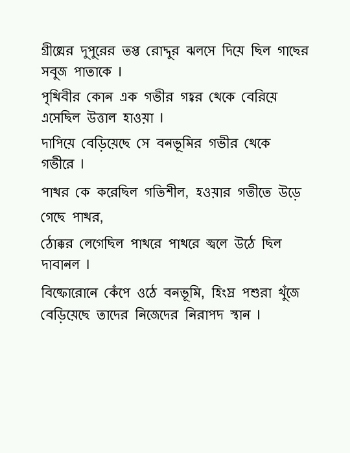 গ্রীষ্মের দুপুরের তপ্ত রোদ্দুর ঝলসে দিয়ে ছিল গাছের
সবুজ পাতাকে ।
পৃথিবীর কোন এক গভীর গহ্বর থেকে বেরিয়ে
এসেছিল উত্তাল হাওয়া ।
দাপিয়ে বেড়িয়েছে সে বনভূমির গভীর থেকে
গভীরে ।
পাথর কে করেছিল গতিশীল, হওয়ার গতীতে উড়ে
গেছে পাথর,
ঠোক্কর লেগেছিল পাথরে পাথরে জ্বলে উঠে ছিল
দাবানল ।
বিষ্ফোরোনে কেঁপে ওঠে বনভূমি, হিংস্র পশুরা খুঁজে
বেড়িয়েছে তাদের নিজেদের নিরাপদ স্থান ।